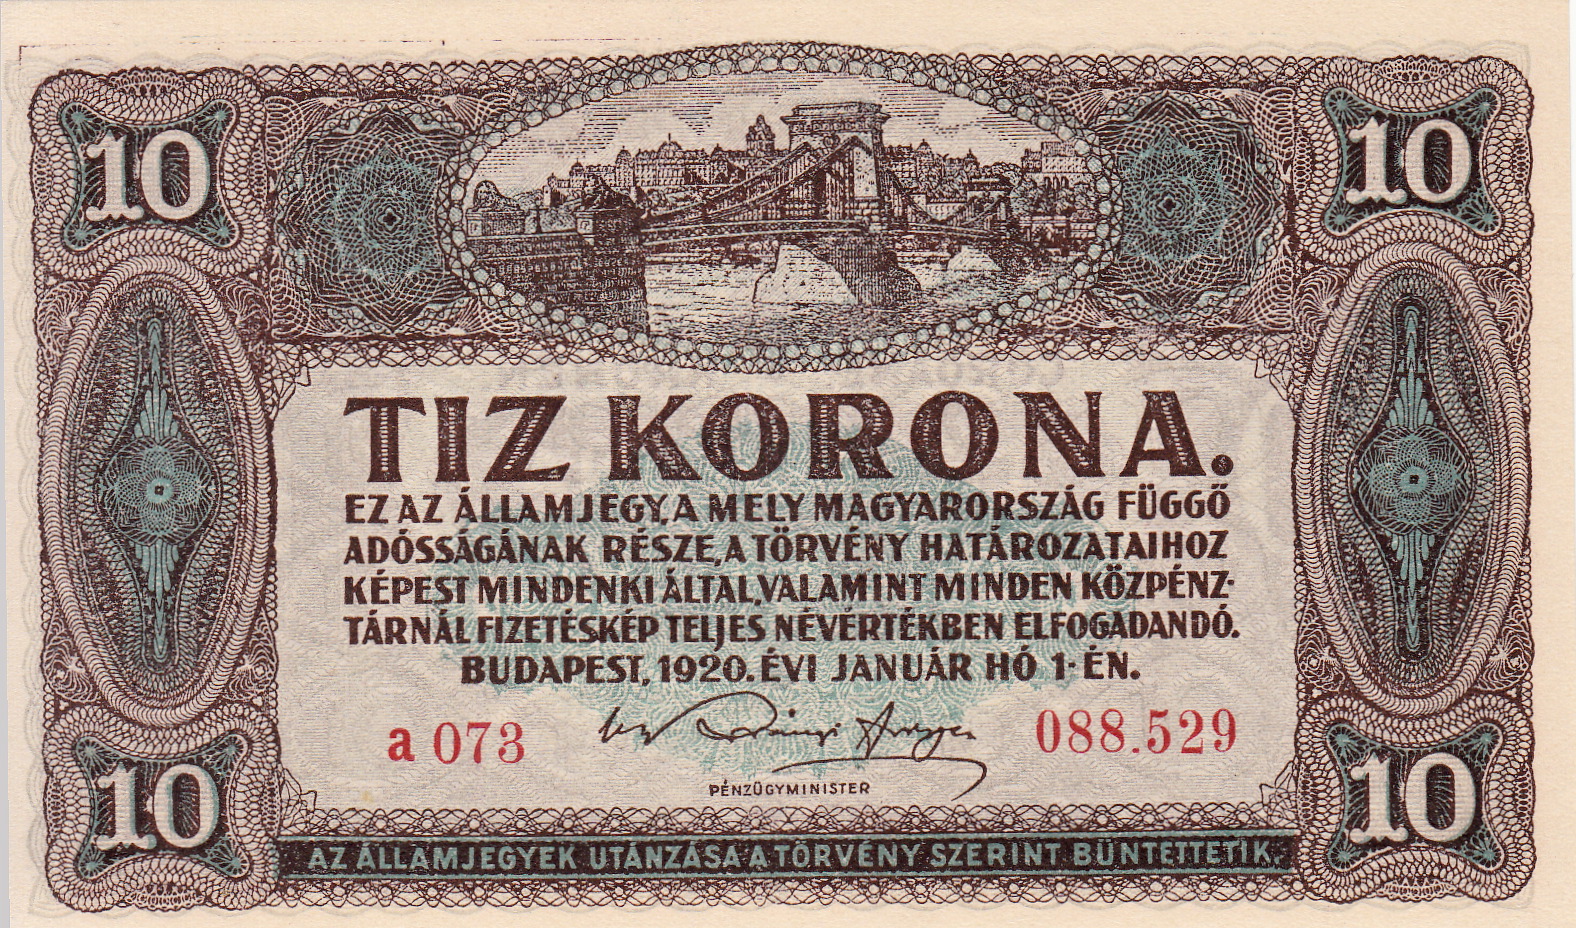 10 10
TIZ KORONA.
EZ AZ ÁLLAMJEGY, A MELY MAGYARORSZÁG FÜGGŐ
ADÓSSÁGÁNAK RÉSZE, A TÖRVÉNY HATÁROZATAIHOZ
KÉPEST MINDENKI ÁLTAL, VALAMINT MINDEN KÖZPÉNZ-
TÁRNÁL FIZETÉSKÉP TELJES NÉVÉRTÉKBEN ELFOGADANDÓ.
BUDAPEST, 1920. ÉVI JANUÁR HÓ 1-ÉN.
a 073 088.529
PÉNZÜGYMINISTER
10 10
AZ ÁLLAMJEGYEK UTÁNZÁSA A TÖRVÉNY SZERINT BÜNTETTETIK.